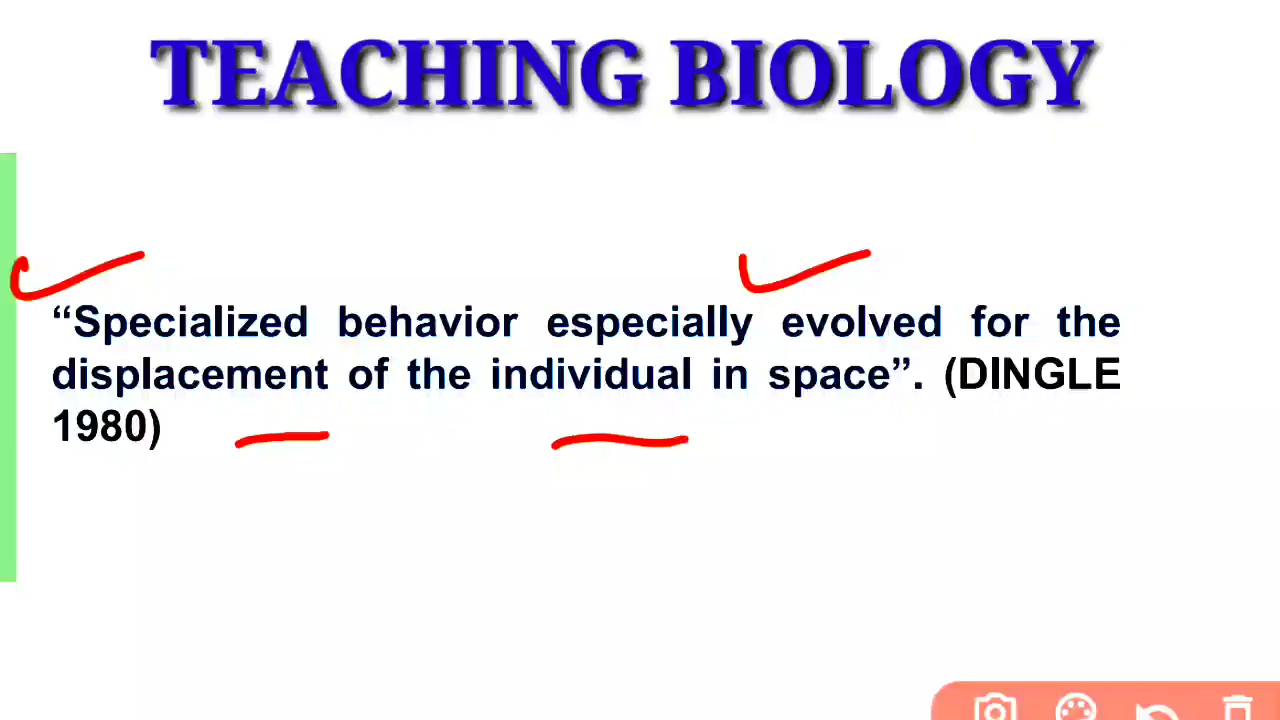 TEACHING BIOLOGY
“Specialized behavior especially evolved for the
displacement of the individual in space”. (DINGLE
1980)